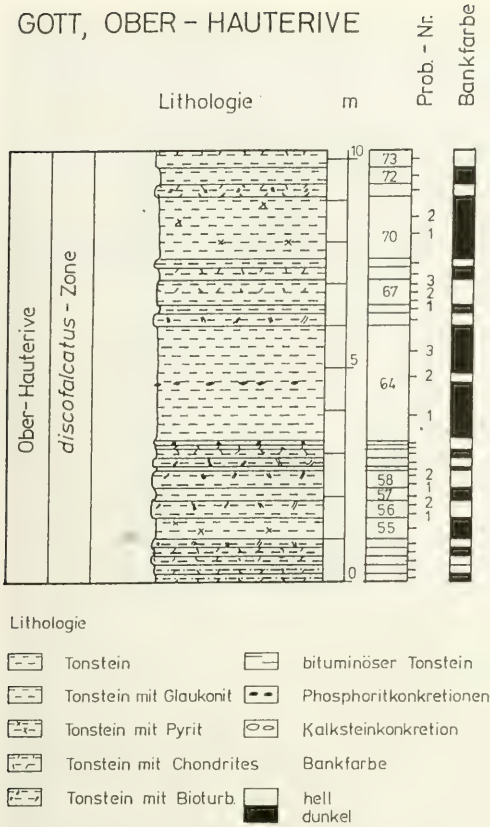 GOTT, OBER – HAUTERIVE
Lithologie
m
Prob. - Nr.
Bankfarbe
Ober - Hauterive
discofalcatus - Zone
10
5
0
73
72
70
67
64
58
57
56
55
2
1
3
2
1
3
2
1
2
1
2
1
Lithologie
Tonstein
Tonstein mit Glaukonit
Tonstein mit Pyrit
Tonstein mit Chondrites
Tonstein mit Bioturb.
bituminöser Tonstein
Phosphoritkonkretionen
Kalksteinkonkretion
Bankfarbe
hell
dunkel